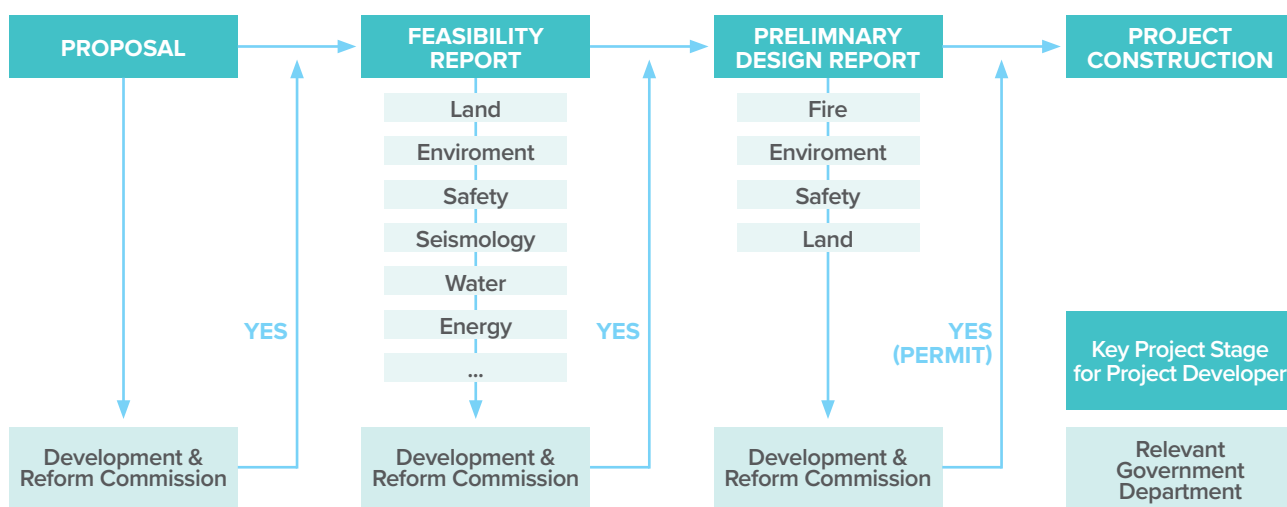 PROPOSAL
FEASIBILITY
REPORT
PRELIMNARY
DESIGN REPORT
PROJECT
CONSTRUCTION
Land
Enviroment
Safety
Seismology
Water
Energy
...
Fire
Enviroment
Safety
Land
YES
YES
YES
(PERMIT)
Development &
Reform Commission
Development &
Reform Commission
Development &
Reform Commission
Key Project Stage
for Project Developer
Relevant
Government
Department